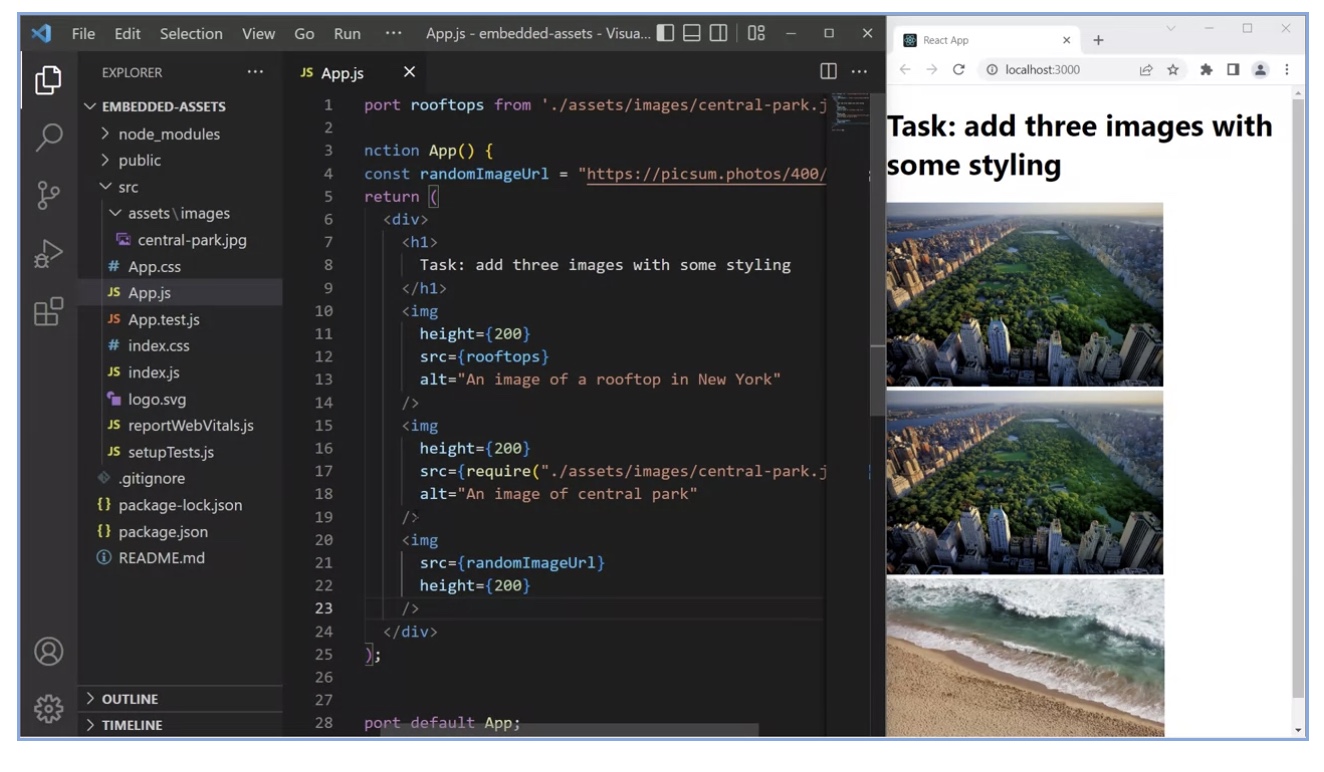 File Edit Selection View Go Run ··· App.js - embedded-assets - Visua...
EXPLORER ···
EMBEDDED-ASSETS
node_modules
public
src
assets\images
central-park.jpg
# App.css
JS App.js
JS App.test.js
# index.css
JS index.js
logo.svg
JS reportWebVitals.js
JS setupTests.js
.gitignore
{} package-lock.json
{} package.json
README.md
OUTLINE
TIMELINE
JS App.js
1 port rooftops from './assets/images/central-park.j
2
3 nction App() {
4 const randomImageUrl = "https://picsum.photos/400/
5 return (
6 <div>
7 <h1>
8 Task: add three images with some styling
9 </h1>
10 <img
11 height={200}
12 src={rooftops}
13 alt="An image of a rooftop in New York"
14 />
15 <img
16 height={200}
17 src={require("./assets/images/central-park.j
18 alt="An image of central park"
19 />
20 <img
21 src={randomImageUrl}
22 height={200}
23 />
24 </div>
25 );
26
27
28 port default App;
React App
localhost:3000
Task: add three images with
some styling